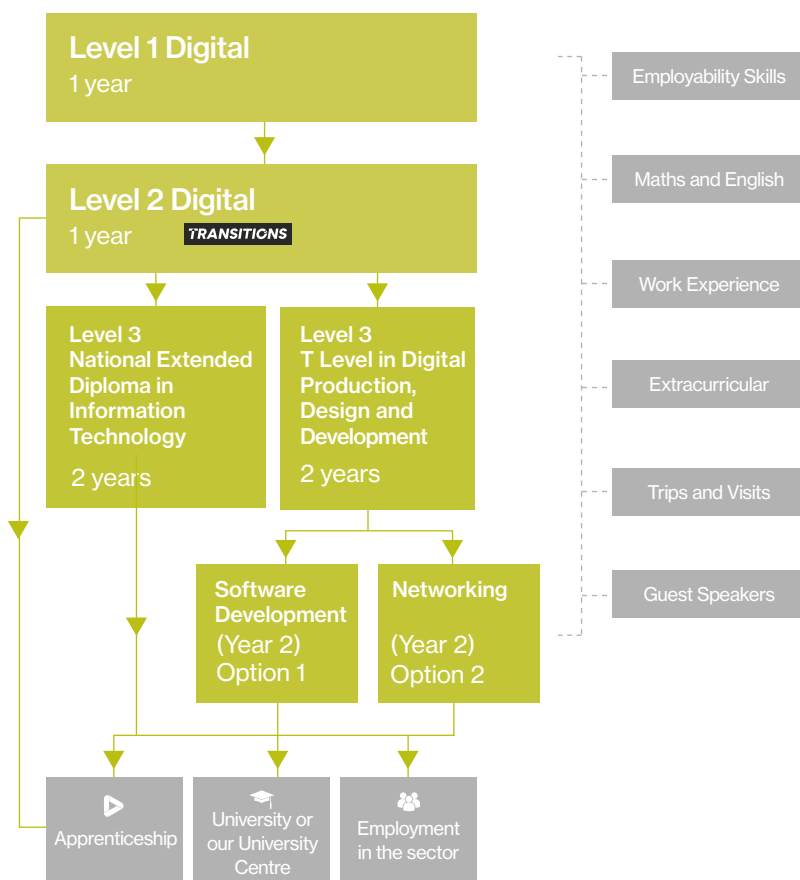 Level 1 Digital
1 year
Level 2 Digital
1 year
TRANSITIONS
Level 3
National Extended
Diploma in
Information
Technology
2 years
Level 3
T Level in Digital
Production,
Design and
Development
2 years
Software
Development
(Year 2)
Option 1
Networking
(Year 2)
Option 2
Apprenticeship
University or
our University
Centre
Employment
in the sector
Employability Skills
Maths and English
Work Experience
Extracurricular
Trips and Visits
Guest Speakers